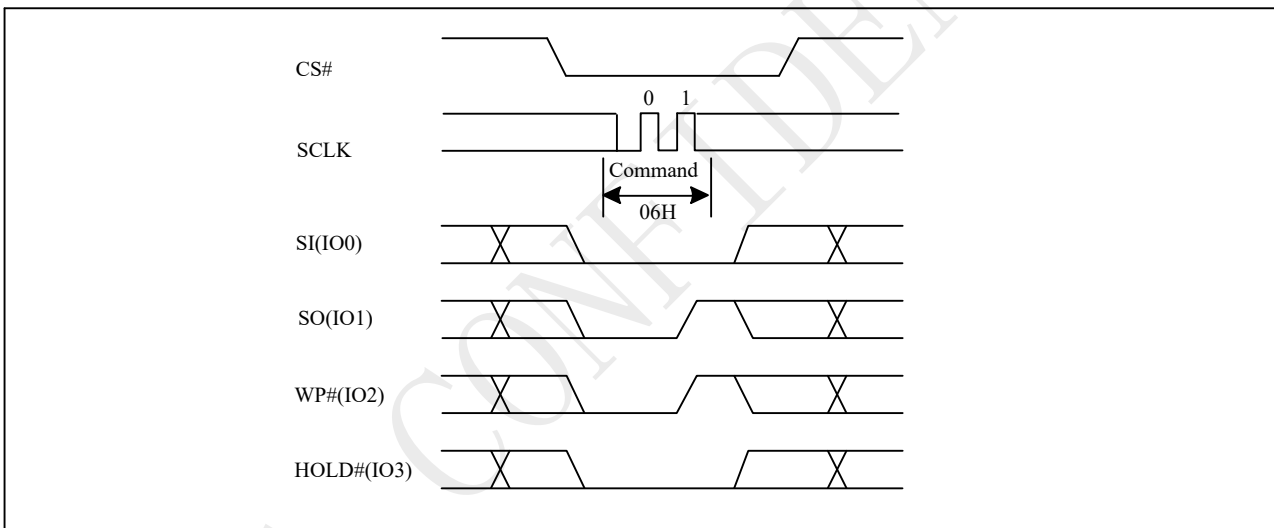 CS#
0 1
SCLK
Command
06H
SI(IO0)
SO(IO1)
WP#(IO2)
HOLD#(IO3)